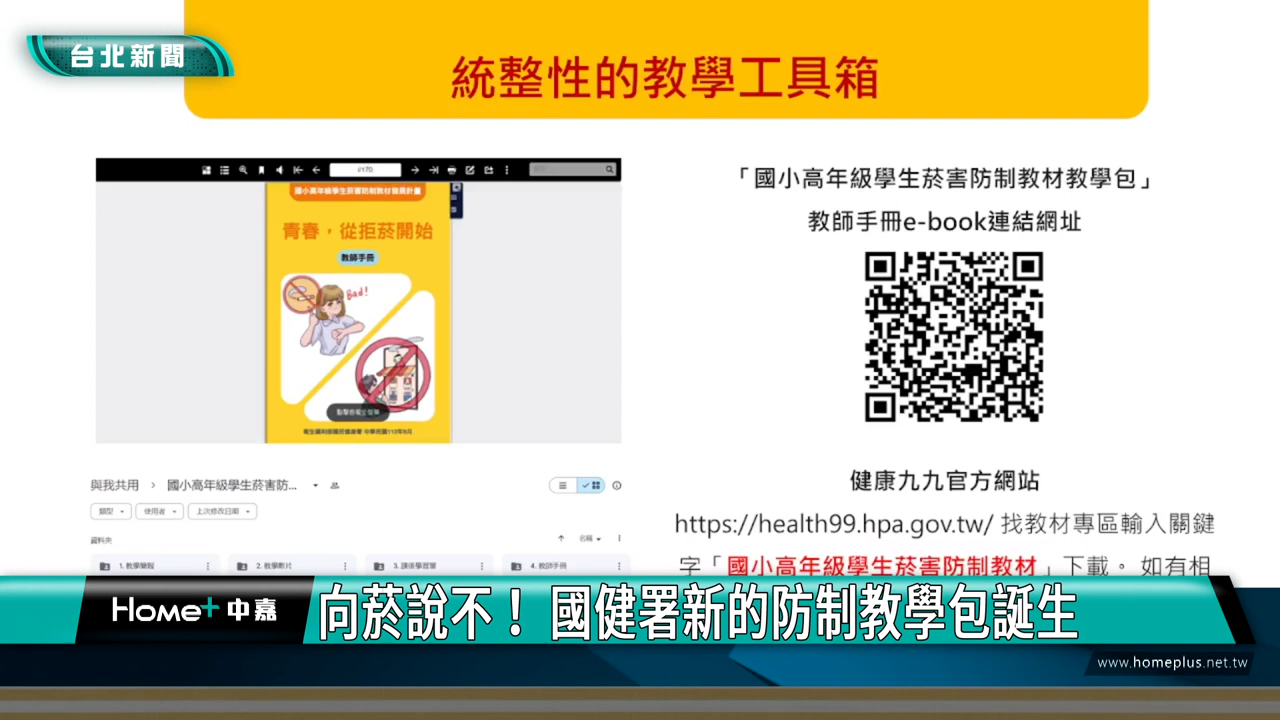 台北新聞
統整性的教學工具箱
國小高年級學生菸害防制教材發展計畫
青春，從拒菸開始
教師手冊
Bad!
「國小高年級學生菸害防制教材教學包」
教師手冊e-book連結網址
健康九九官方網站
https://health99.hpa.gov.tw/ 找教材專區輸入關鍵
字「國小高年級學生菸害防制教材」下載。 如有相
與我共用 › 國小高年級學生菸害防...
類型
使用者
上次修改日期
資料夾
名稱
1. 教學簡報
2. 教學影片
3. 課後學習單
4. 教師手冊
Home+ 中嘉
向菸說不！ 國健署新的防制教學包誕生
www.homeplus.net.tw